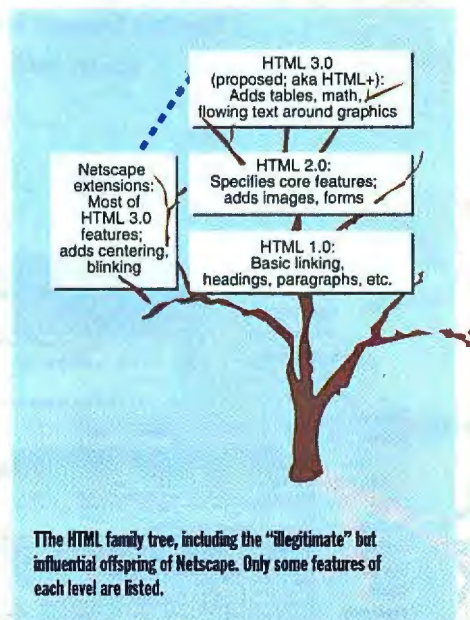 HTML 3.0
(proposed; aka HTML+):
Adds tables, math,
flowing text around graphics
Netscape
extensions:
Most of
HTML 3.0
features;
adds centering,
blinking
HTML 2.0:
Specifies core features;
adds images, forms
HTML 1.0:
Basic linking,
headings, paragraphs, etc.
TThe HTML family tree, including the "illegitimate" but
influential offspring of Netscape. Only some features of
each level are listed.